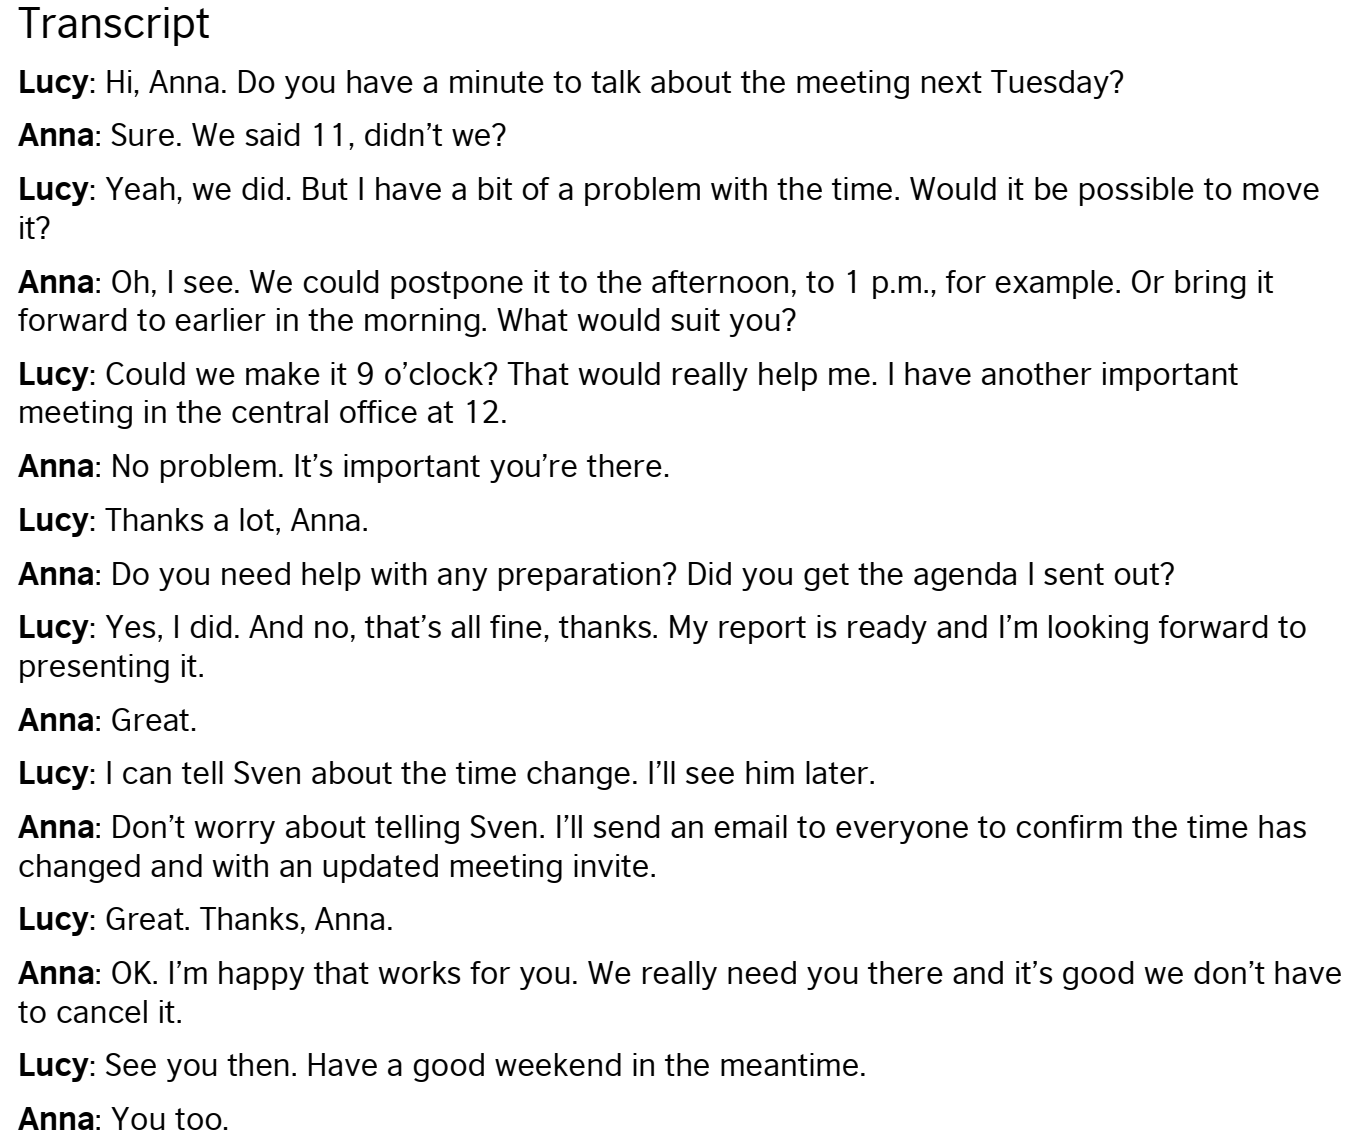 Transcript
Lucy: Hi, Anna. Do you have a minute to talk about the meeting next Tuesday?
Anna: Sure. We said 11, didn’t we?
Lucy: Yeah, we did. But I have a bit of a problem with the time. Would it be possible to move
it?
Anna: Oh, I see. We could postpone it to the afternoon, to 1 p.m., for example. Or bring it
forward to earlier in the morning. What would suit you?
Lucy: Could we make it 9 o’clock? That would really help me. I have another important
meeting in the central office at 12.
Anna: No problem. It’s important you’re there.
Lucy: Thanks a lot, Anna.
Anna: Do you need help with any preparation? Did you get the agenda I sent out?
Lucy: Yes, I did. And no, that’s all fine, thanks. My report is ready and I’m looking forward to
presenting it.
Anna: Great.
Lucy: I can tell Sven about the time change. I’ll see him later.
Anna: Don’t worry about telling Sven. I’ll send an email to everyone to confirm the time has
changed and with an updated meeting invite.
Lucy: Great. Thanks, Anna.
Anna: OK. I’m happy that works for you. We really need you there and it’s good we don’t have
to cancel it.
Lucy: See you then. Have a good weekend in the meantime.
Anna: You too.